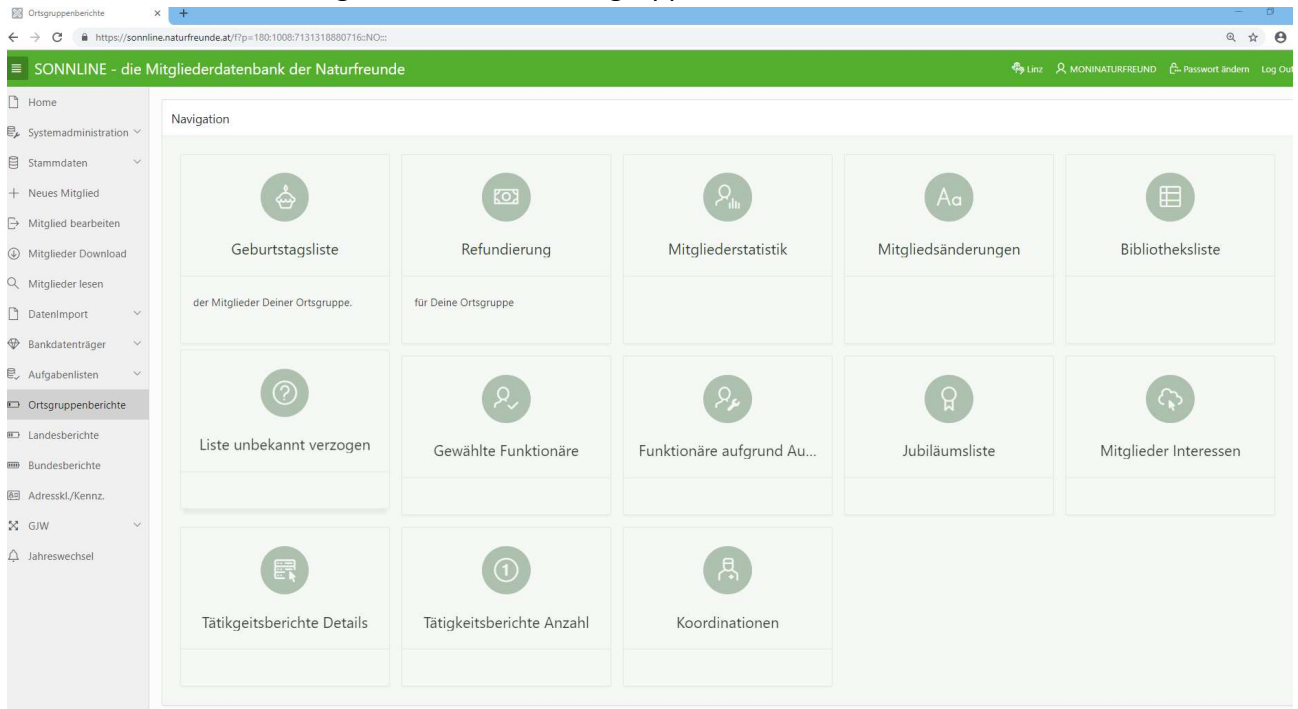 Ortsgruppenberichte
https://sonnline.naturfreunde.at/f?p=180:1008:7131318880716::NO:::
SONNLINE - die Mitgliederdatenbank der Naturfreunde
Linz MONINATURFREUND Passwort ändern Log Out
Home
Systemadministration
Stammdaten
Neues Mitglied
Mitglied bearbeiten
Mitglieder Download
Mitglieder lesen
DatenImport
Bankdatenträger
Aufgabenlisten
Ortsgruppenberichte
Landesberichte
Bundesberichte
Adresskl./Kennz.
GJW
Jahreswechsel
Navigation
Geburtstagsliste
der Mitglieder Deiner Ortsgruppe.
Refundierung
für Deine Ortsgruppe
Mitgliederstatistik
Aa
Mitgliedsänderungen
Bibliotheksliste
Liste unbekannt verzogen
Gewählte Funktionäre
Funktionäre aufgrund Au...
Jubiläumsliste
Mitglieder Interessen
Tätikgeitsberichte Details
1
Tätigkeitsberichte Anzahl
Koordinationen